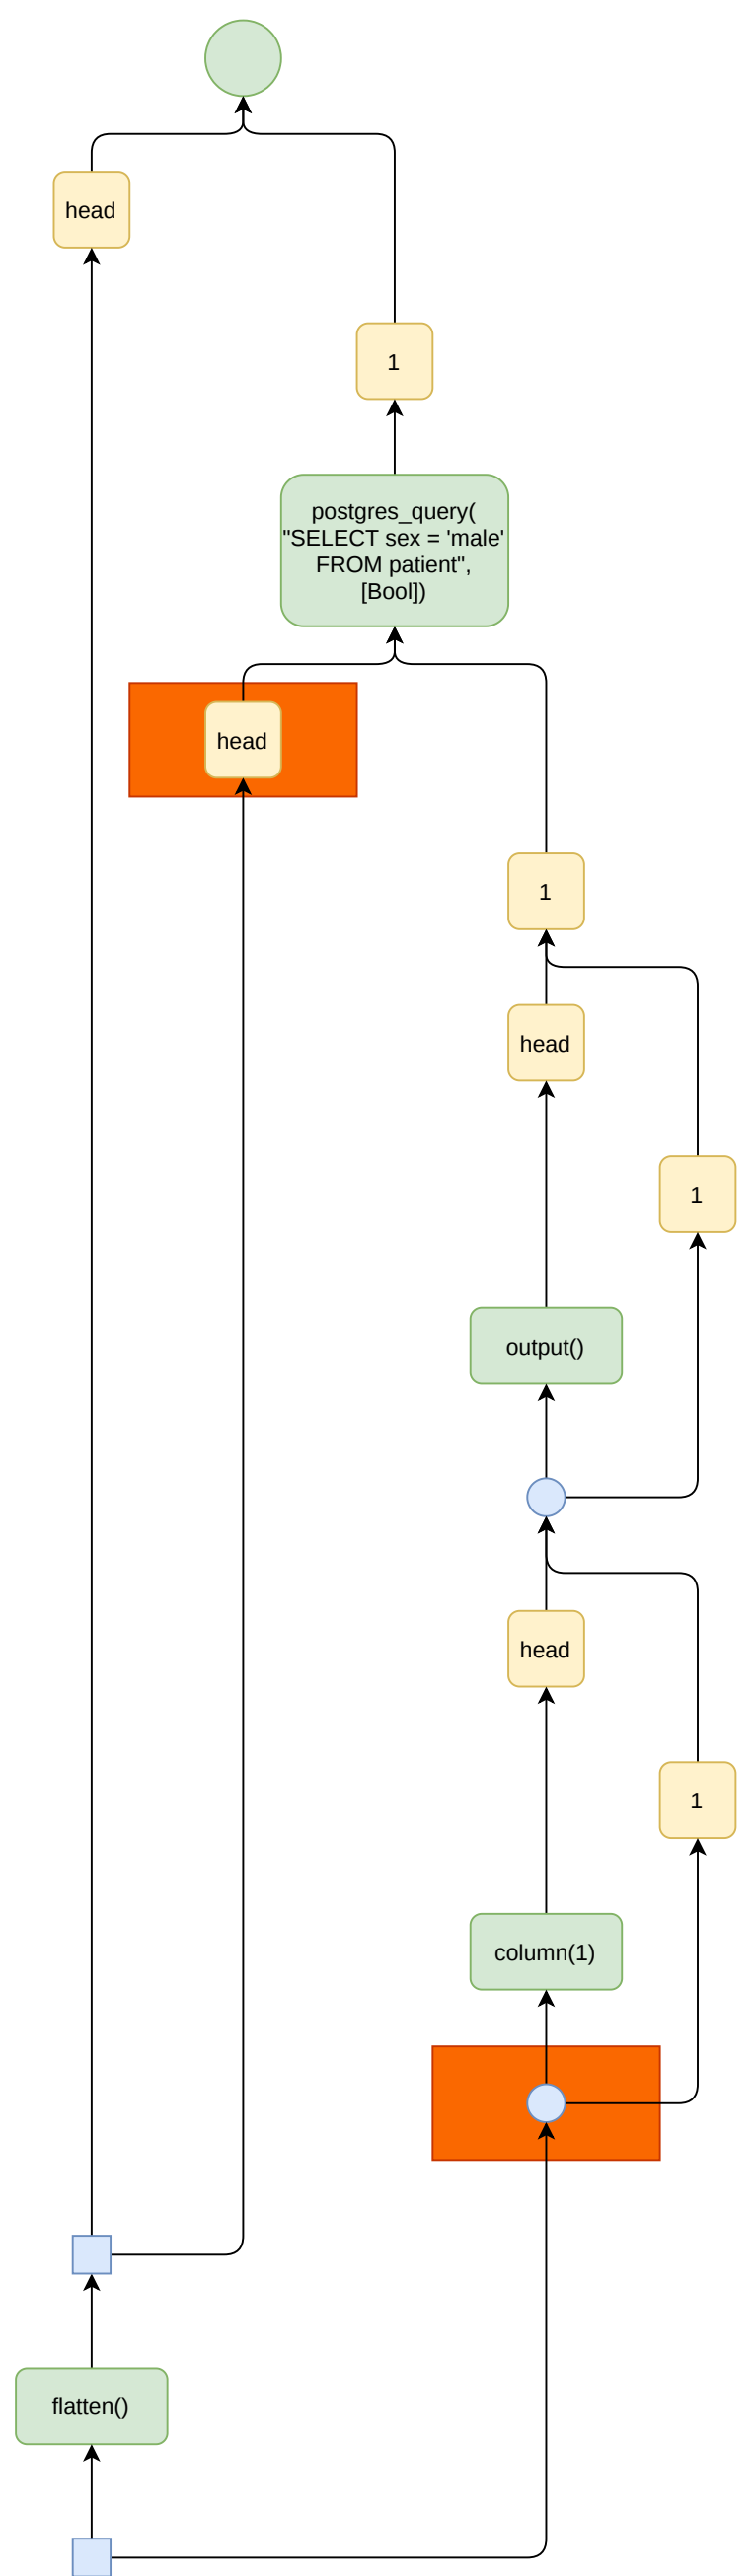 head
1
postgres_query(
"SELECT sex = 'male'
FROM patient",
[Bool])
head
1
head
1
output()
head
1
column(1)
flatten()